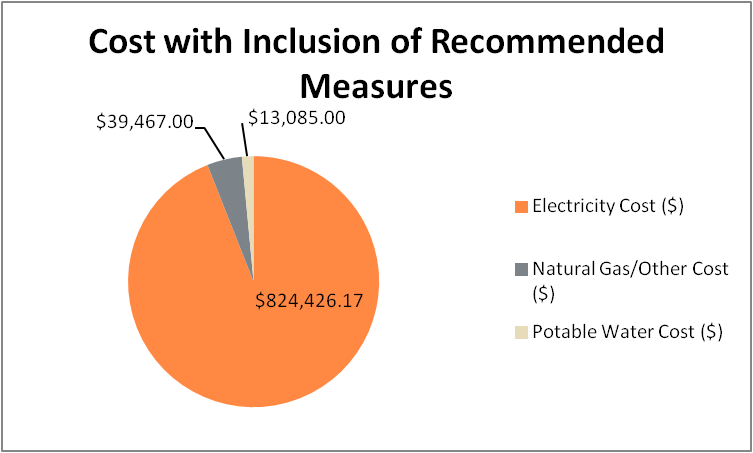 Cost with Inclusion of Recommended
Measures
$39,467.00
$13,085.00
$824,426.17
Electricity Cost ($)
Natural Gas/Other Cost
($)
Potable Water Cost ($)